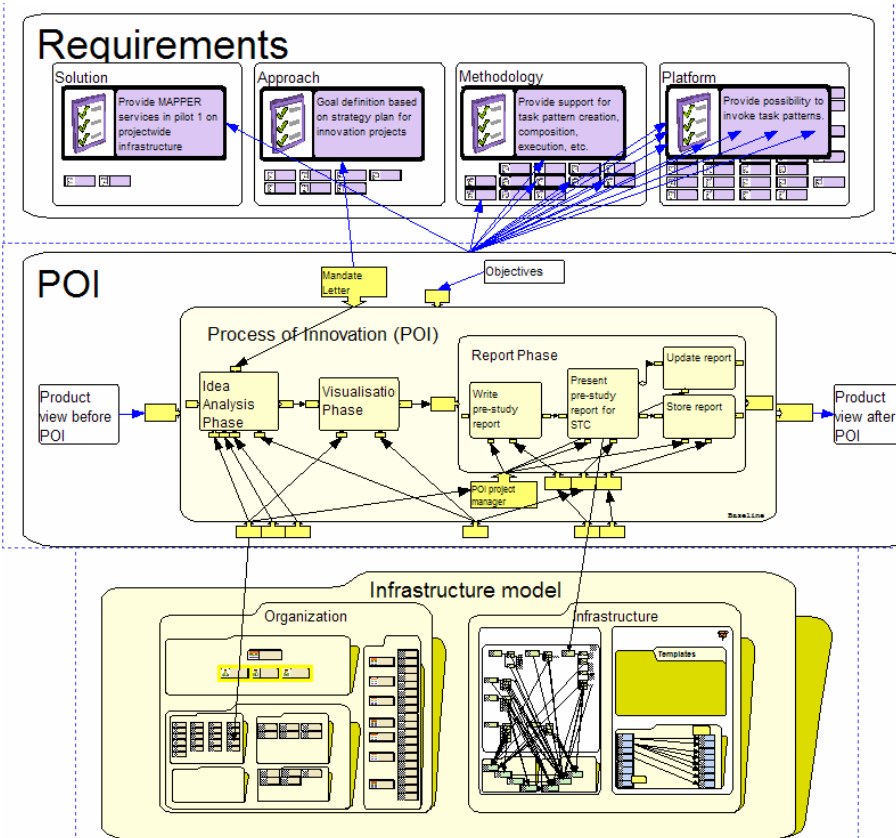 Requirements
Solution
Provide MAPPER
services in pilot 1 on
projectwide
infrastructure
Approach
Goal definition based
on strategy plan for
innovation projects
Methodology
Provide support for
task pattern creation,
composition,
execution, etc.
Platform
Provide possibility to
invoke task patterns.
POI
Mandate
Letter
Objectives
Process of Innovation (POI)
Product
view before
POI
Idea
Analysis
Phase
Visualisatio
Phase
Report Phase
Write
pre-study
report
Present
pre-study
report for
STC
Update report
Store report
Product
view after
POI
POI project
manager
Baseline
Infrastructure model
Organization
Infrastructure
Templates